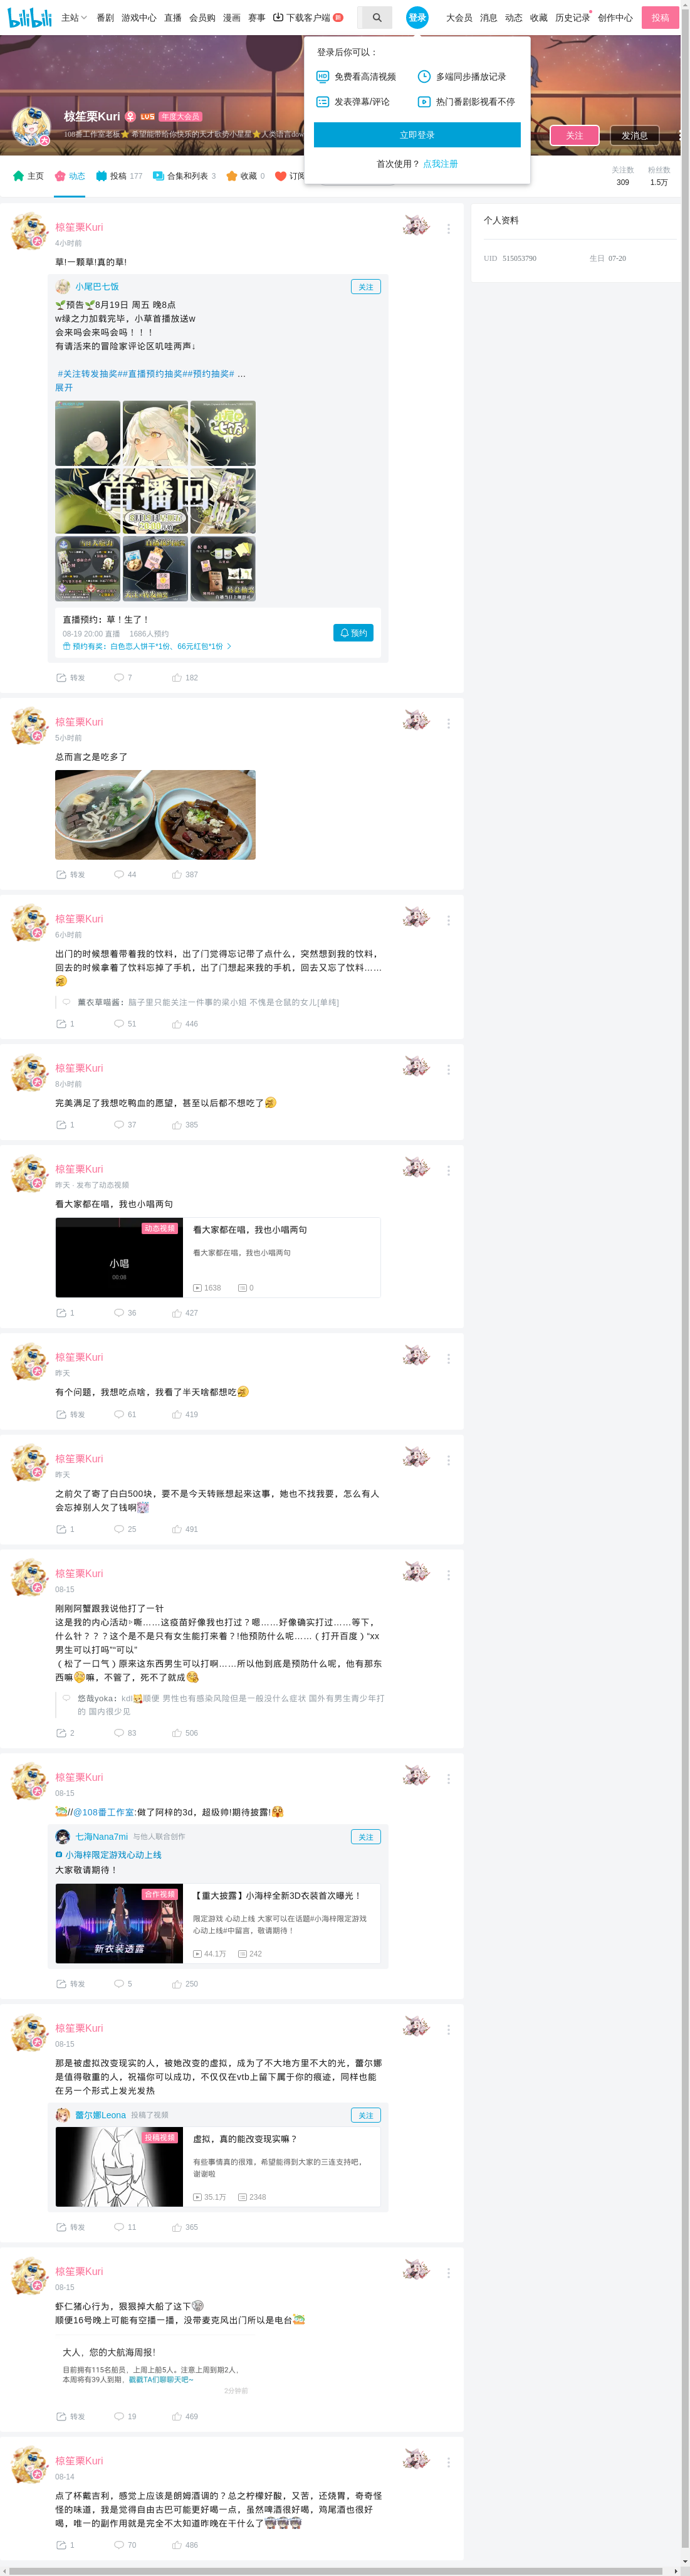 bilibili 主站 番剧 游戏中心 直播 会员购 漫画 赛事 下载客户端 登录 大会员 消息 动态 收藏 历史记录 创作中心 投稿
登录后你可以：
免费看高清视频 多端同步播放记录
发表弹幕/评论 热门番剧影视看不停
立即登录
首次使用？ 点我注册
椋笙栗Kuri LV5 年度大会员
关注 发消息
主页 动态 投稿 177 合集和列表 3 收藏 0 订阅
关注数 粉丝数
309 1.5万
个人资料
UID 515053790 生日 07-20
椋笙栗Kuri
4小时前
草!一颗草!真的草!
小尾巴七饭 关注
预告 8月19日 周五 晚8点
w绿之力加载完毕，小草首播放送w
会来吗会来吗会吗！！！
有请活来的冒险家评论区叽哇两声↓
#关注转发抽奖##直播预约抽奖##预约抽奖# ...
展开
首播回
直播预约：草！生了！
08-19 20:00 直播 1686人预约
预约有奖：白色恋人饼干*1份、66元红包*1份
预约
转发 7 182
椋笙栗Kuri
5小时前
总而言之是吃多了
转发 44 387
椋笙栗Kuri
6小时前
出门的时候想着带着我的饮料，出了门觉得忘记带了点什么，突然想到我的饮料，
回去的时候拿着了饮料忘掉了手机，出了门想起来我的手机，回去又忘了饮料……
薰衣草喵酱：脑子里只能关注一件事的梁小姐 不愧是仓鼠的女儿[单纯]
1 51 446
椋笙栗Kuri
8小时前
完美满足了我想吃鸭血的愿望，甚至以后都不想吃了
1 37 385
椋笙栗Kuri
昨天 · 发布了动态视频
看大家都在唱，我也小唱两句
动态视频
小唱
00:08
看大家都在唱，我也小唱两句
看大家都在唱，我也小唱两句
1638 0
1 36 427
椋笙栗Kuri
昨天
有个问题，我想吃点啥，我看了半天啥都想吃
转发 61 419
椋笙栗Kuri
昨天
之前欠了寄了白白500块，要不是今天转账想起来这事，她也不找我要，怎么有人
会忘掉别人欠了钱啊
1 25 491
椋笙栗Kuri
08-15
刚刚阿蟹跟我说他打了一针
这是我的内心活动▹嘶……这疫苗好像我也打过？嗯……好像确实打过……等下，
什么针？？？这个是不是只有女生能打来着？!他预防什么呢……（打开百度）“xx
男生可以打吗”“可以”
（松了一口气）原来这东西男生可以打啊……所以他到底是预防什么呢，他有那东
西嘛 嘛，不管了，死不了就成
悠哉yoka：kdl 顺便 男性也有感染风险但是一般没什么症状 国外有男生青少年打
的 国内很少见
2 83 506
椋笙栗Kuri
08-15
//@108番工作室:做了阿梓的3d，超级帅!期待披露!
七海Nana7mi 与他人联合创作 关注
小海梓限定游戏心动上线
大家敬请期待！
合作视频
新衣装透露
【重大披露】小海梓全新3D衣装首次曝光！
限定游戏 心动上线 大家可以在话题#小海梓限定游戏
心动上线#中留言，敬请期待！
44.1万 242
转发 5 250
椋笙栗Kuri
08-15
那是被虚拟改变现实的人，被她改变的虚拟，成为了不大地方里不大的光，蕾尔娜
是值得敬重的人，祝福你可以成功，不仅仅在vtb上留下属于你的痕迹，同样也能
在另一个形式上发光发热
蕾尔娜Leona 投稿了视频 关注
投稿视频
虚拟，真的能改变现实嘛？
有些事情真的很难，希望能得到大家的三连支持吧，
谢谢啦
35.1万 2348
转发 11 365
椋笙栗Kuri
08-15
虾仁猪心行为，狠狠掉大船了这下
顺便16号晚上可能有空播一播，没带麦克风出门所以是电台
大人，您的大航海周报!
目前拥有115名船员，上周上船5人。注意上周到期2人，
本周将有39人到期，戳戳TA们聊聊天吧~
2分钟前
转发 19 469
椋笙栗Kuri
08-14
点了杯戴吉利，感觉上应该是朗姆酒调的？总之柠檬好酸，又苦，还烧胃，奇奇怪
怪的味道，我是觉得自由古巴可能更好喝一点，虽然啤酒很好喝，鸡尾酒也很好
喝，唯一的副作用就是完全不太知道昨晚在干什么了
1 70 486